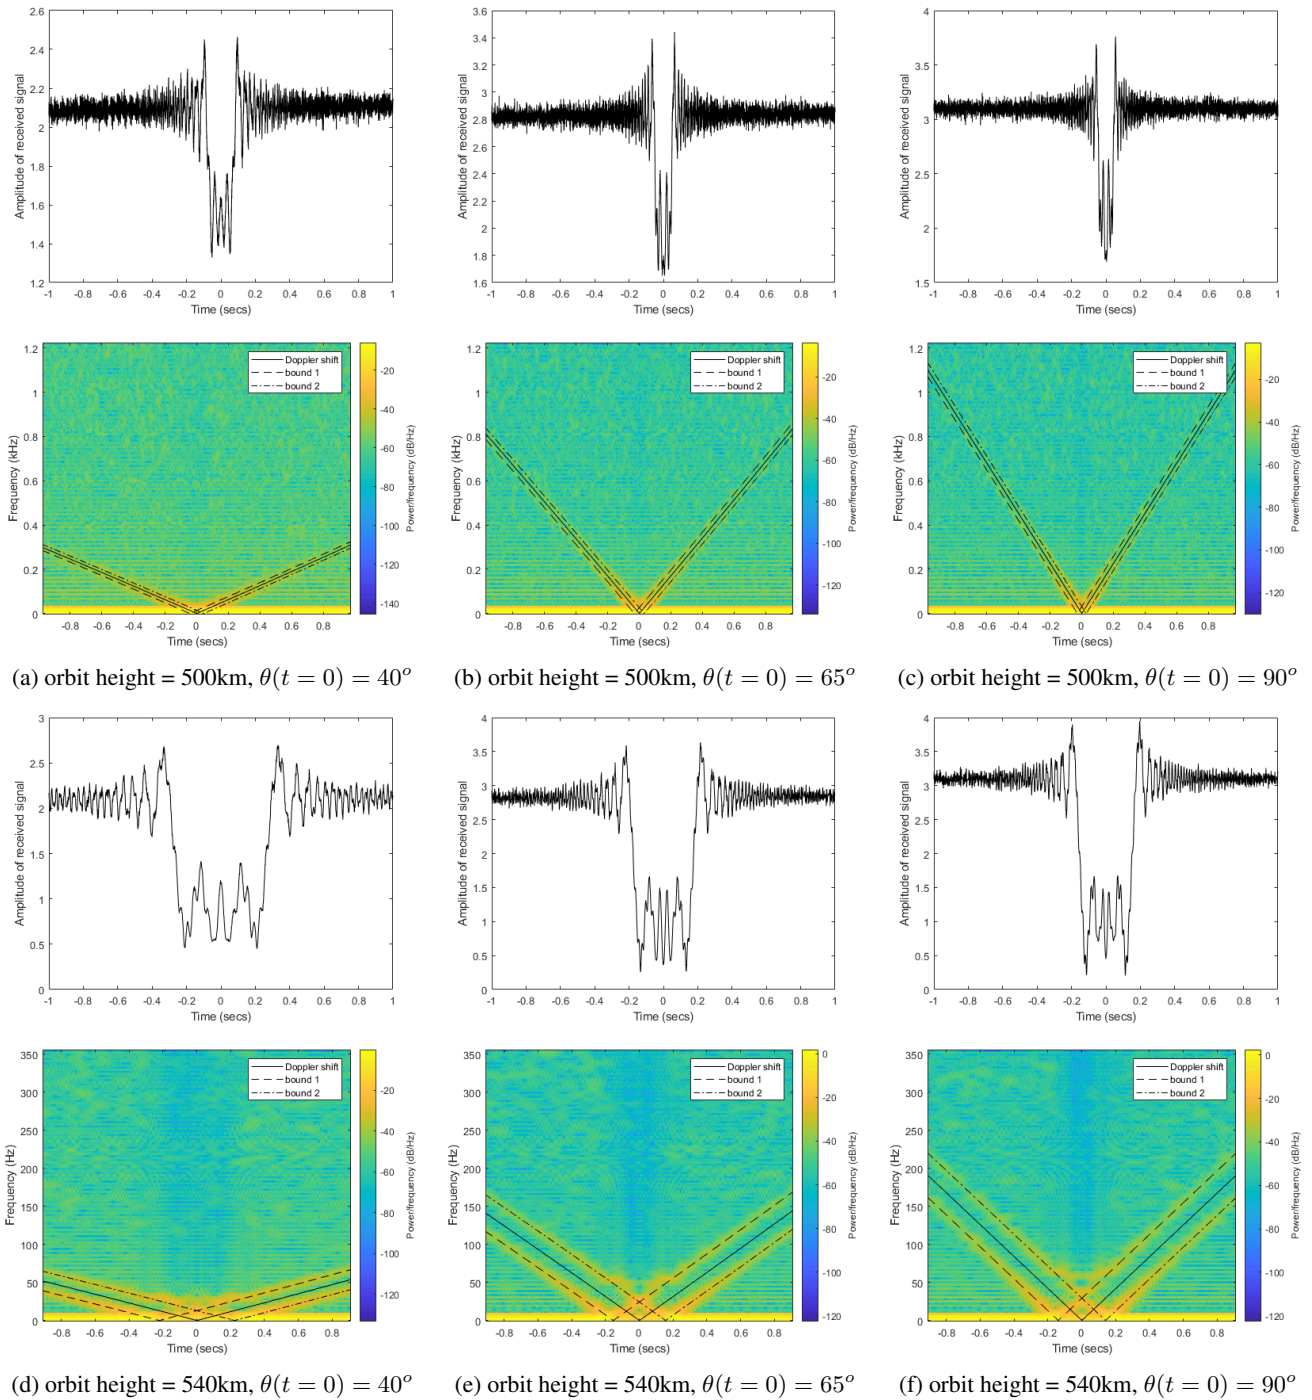 Amplitude of received signal
2.6
2.4
2.2
2
1.8
1.6
1.4
1.2
-1 -0.8 -0.6 -0.4 -0.2 0 0.2 0.4 0.6 0.8 1
Time (secs)
Amplitude of received signal
3.6
3.4
3.2
3
2.8
2.6
2.4
2.2
2
1.8
1.6
-1 -0.8 -0.6 -0.4 -0.2 0 0.2 0.4 0.6 0.8 1
Time (secs)
Amplitude of received signal
4
3.5
3
2.5
2
1.5
-1 -0.8 -0.6 -0.4 -0.2 0 0.2 0.4 0.6 0.8 1
Time (secs)
Frequency (kHz)
1.2
1
0.8
0.6
0.4
0.2
0
-0.8 -0.6 -0.4 -0.2 0 0.2 0.4 0.6 0.8
Time (secs)
Doppler shift
bound 1
bound 2
-20
-40
-60
-80
-100
-120
-140
Power/frequency (dB/Hz)
Frequency (kHz)
1.2
1
0.8
0.6
0.4
0.2
0
-0.8 -0.6 -0.4 -0.2 0 0.2 0.4 0.6 0.8
Time (secs)
Doppler shift
bound 1
bound 2
-20
-40
-60
-80
-100
-120
Power/frequency (dB/Hz)
Frequency (kHz)
1.2
1
0.8
0.6
0.4
0.2
0
-0.8 -0.6 -0.4 -0.2 0 0.2 0.4 0.6 0.8
Time (secs)
Doppler shift
bound 1
bound 2
-20
-40
-60
-80
-100
-120
Power/frequency (dB/Hz)
(a) orbit height = 500km, θ(t = 0) = 40°
(b) orbit height = 500km, θ(t = 0) = 65°
(c) orbit height = 500km, θ(t = 0) = 90°
Amplitude of received signal
3
2.5
2
1.5
1
0.5
0
-1 -0.8 -0.6 -0.4 -0.2 0 0.2 0.4 0.6 0.8 1
Time (secs)
Amplitude of received signal
4
3.5
3
2.5
2
1.5
1
0.5
0
-1 -0.8 -0.6 -0.4 -0.2 0 0.2 0.4 0.6 0.8 1
Time (secs)
Amplitude of received signal
4
3.5
3
2.5
2
1.5
1
0.5
0
-1 -0.8 -0.6 -0.4 -0.2 0 0.2 0.4 0.6 0.8 1
Time (secs)
Frequency (Hz)
350
300
250
200
150
100
50
0
-0.8 -0.6 -0.4 -0.2 0 0.2 0.4 0.6 0.8
Time (secs)
Doppler shift
bound 1
bound 2
-20
-40
-60
-80
-100
-120
Power/frequency (dB/Hz)
Frequency (Hz)
350
300
250
200
150
100
50
0
-0.8 -0.6 -0.4 -0.2 0 0.2 0.4 0.6 0.8
Time (secs)
Doppler shift
bound 1
bound 2
0
-20
-40
-60
-80
-100
-120
Power/frequency (dB/Hz)
Frequency (Hz)
350
300
250
200
150
100
50
0
-0.8 -0.6 -0.4 -0.2 0 0.2 0.4 0.6 0.8
Time (secs)
Doppler shift
bound 1
bound 2
0
-20
-40
-60
-80
-100
-120
Power/frequency (dB/Hz)
(d) orbit height = 540km, θ(t = 0) = 40°
(e) orbit height = 540km, θ(t = 0) = 65°
(f) orbit height = 540km, θ(t = 0) = 90°